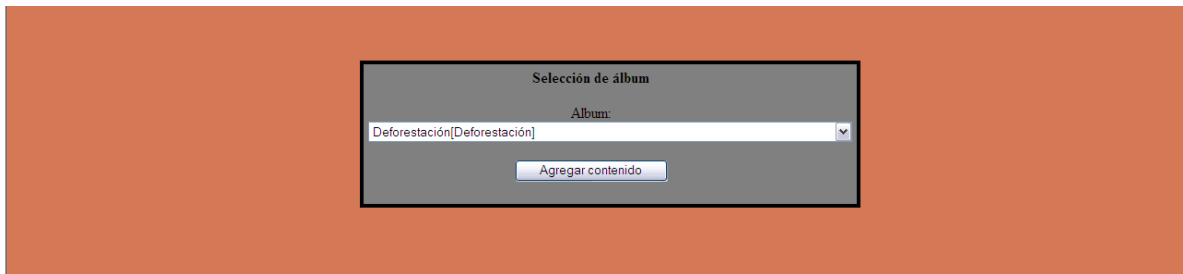 Selección de álbum
Album:
Deforestación[Deforestación]
Agregar contenido